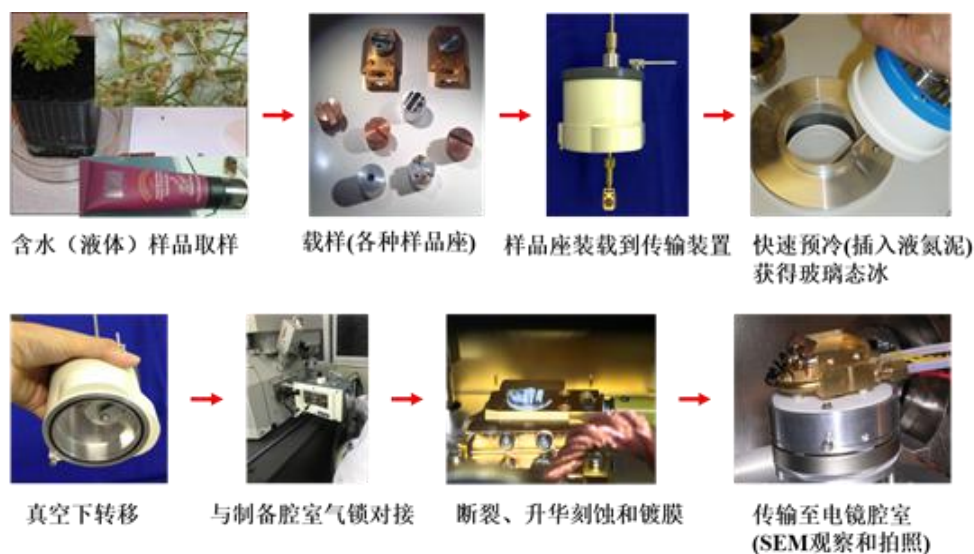 含水（液体）样品取样
载样(各种样品座)
样品座装载到传输装置
快速预冷(插入液氮泥)
获得玻璃态冰
真空下转移
与制备腔室气锁对接
断裂、升华刻蚀和镀膜
传输至电镜腔室
(SEM观察和拍照)